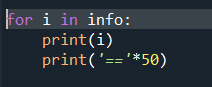 for i in info:
    print(i)
    print('=='*50)